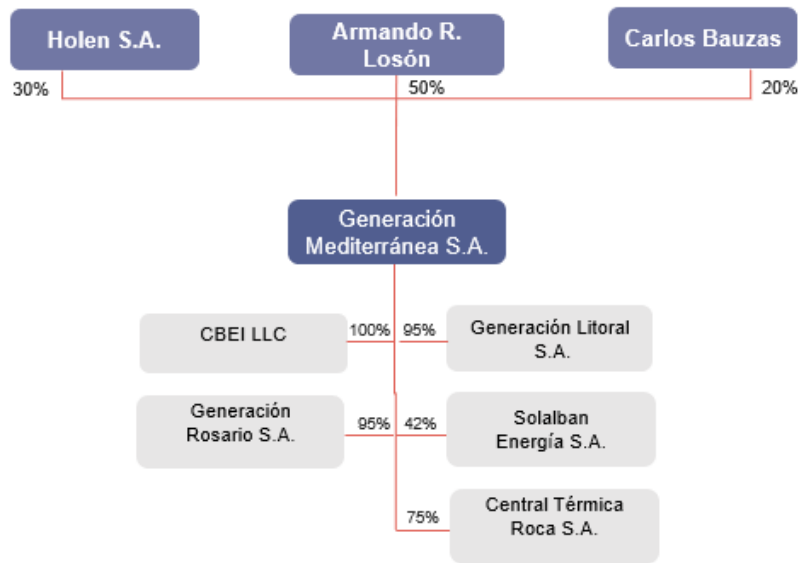 Holen S.A.
Armando R.
Losón
Carlos Bauzas
30%
50%
20%
Generación
Mediterránea S.A.
CBEI LLC
100%
95%
Generación Litoral
S.A.
Generación
Rosario S.A.
95%
42%
Solalban
Energía S.A.
75%
Central Térmica
Roca S.A.